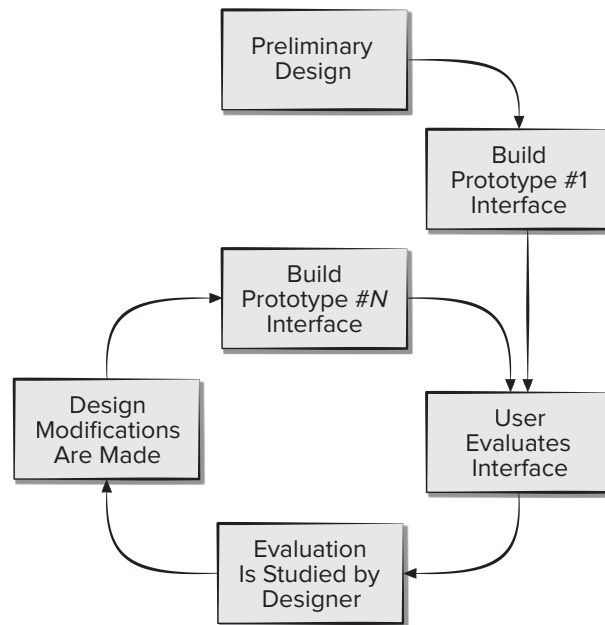 Preliminary
Design
Build
Prototype #1
Interface
Build
Prototype #N
Interface
Design
Modifications
Are Made
User
Evaluates
Interface
Evaluation
Is Studied by
Designer